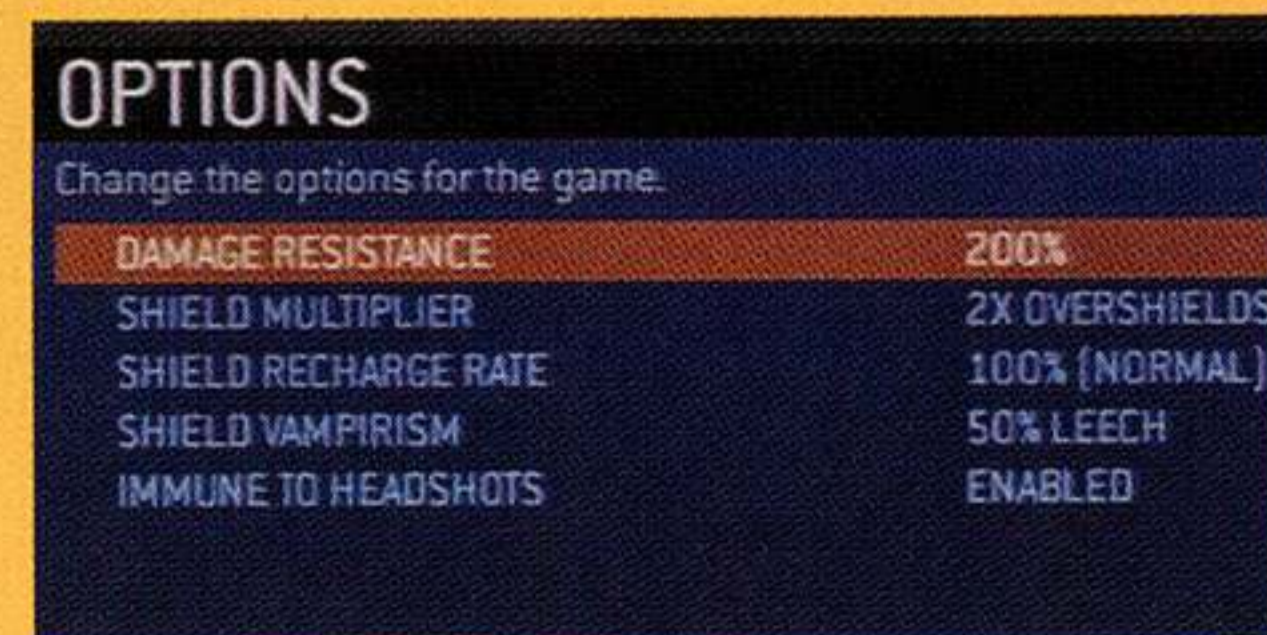 OPTIONS
Change the options for the game.
DAMAGE RESISTANCE 200%
SHIELD MULTIPLIER 2X OVERSHIELDS
SHIELD RECHARGE RATE 100% (NORMAL)
SHIELD VAMPIRISM 50% LEECH
IMMUNE TO HEADSHOTS ENABLED